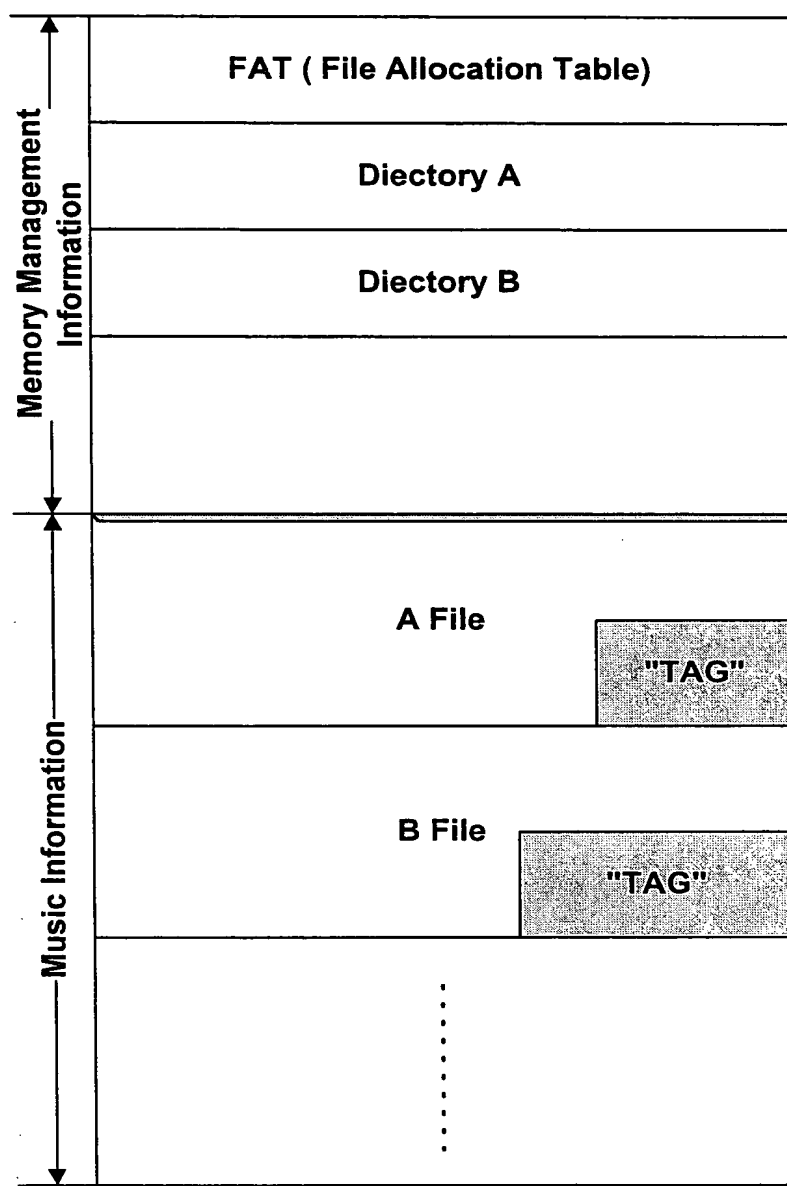 FAT ( File Allocation Table)
Diectory A
Diectory B
Memory Management
Information
A File
"TAG"
B File
"TAG"
Music Information